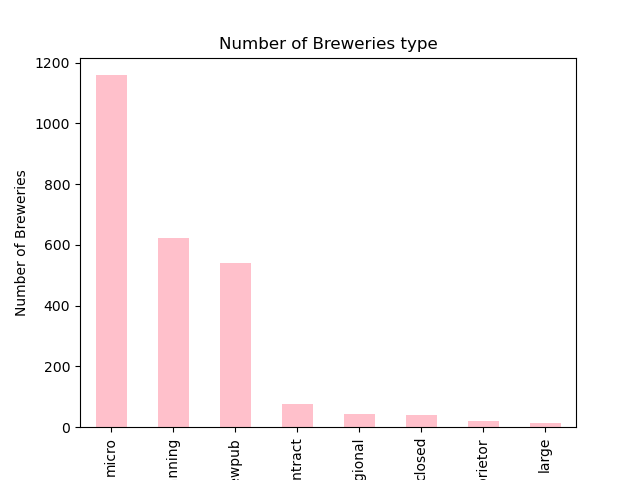 Number of Breweries type
Number of Breweries
1200
1000
800
600
400
200
0
micro
nning
ewpub
ntract
gional
closed
rietor
large